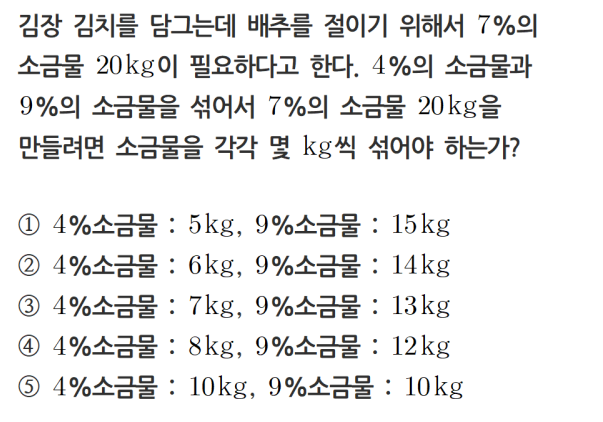 김장 김치를 담그는데 배추를 절이기 위해서 7%의
소금물 20kg이 필요하다고 한다. 4%의 소금물과
9%의 소금물을 섞어서 7%의 소금물 20kg을
만들려면 소금물을 각각 몇 kg씩 섞어야 하는가?
① 4%소금물 : 5kg, 9%소금물 : 15kg
② 4%소금물 : 6kg, 9%소금물 : 14kg
③ 4%소금물 : 7kg, 9%소금물 : 13kg
④ 4%소금물 : 8kg, 9%소금물 : 12kg
⑤ 4%소금물 : 10kg, 9%소금물 : 10kg